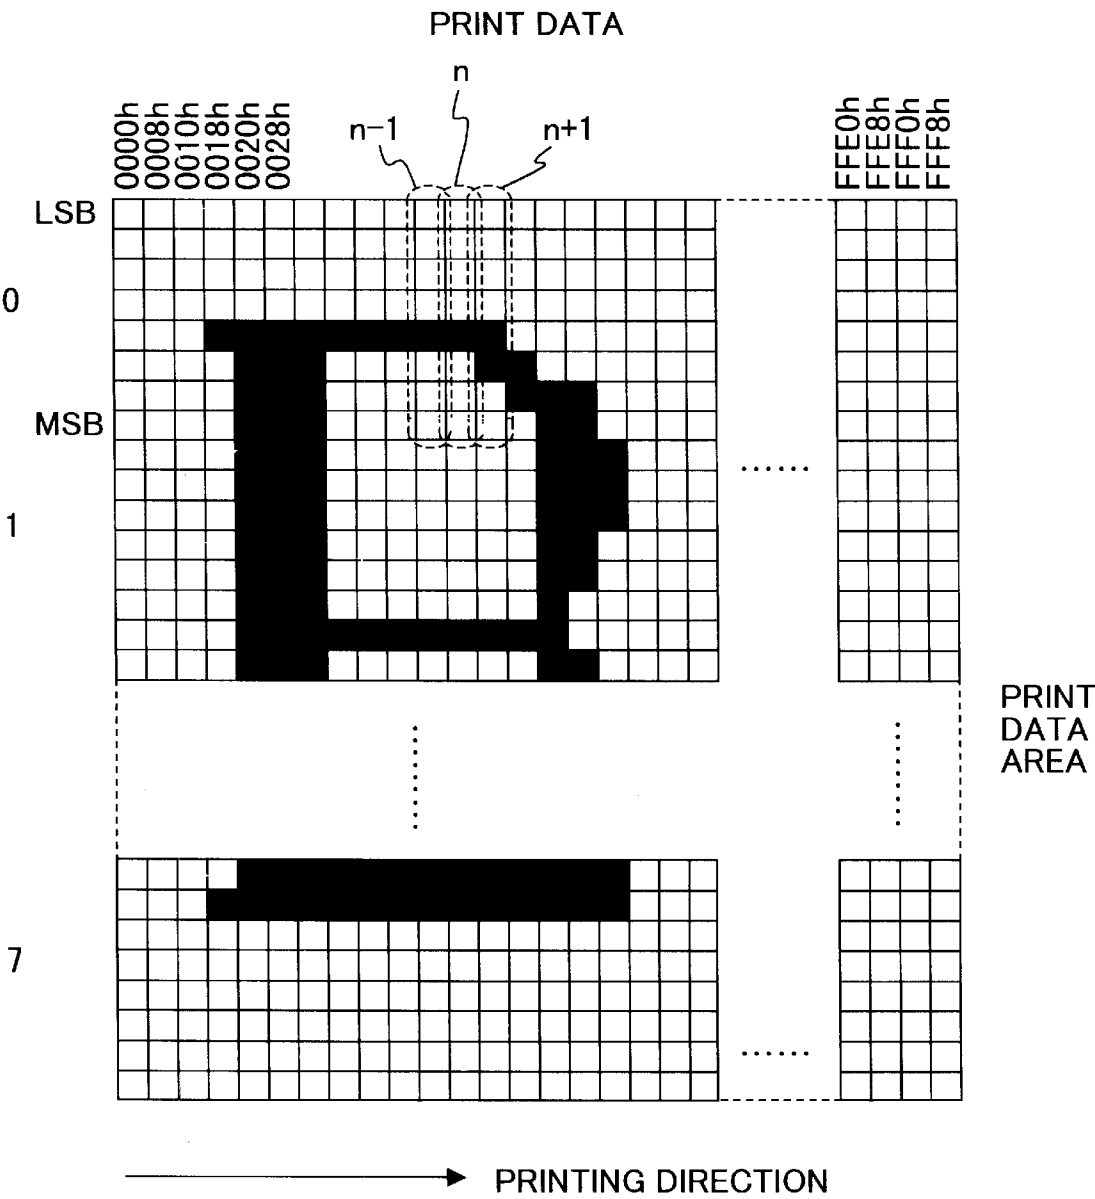 PRINT DATA
n
n-1
n+1
0000h
0008h
0010h
0018h
0020h
0028h
FFE0h
FFE8h
FFF0h
FFF8h
LSB
0
MSB
1
PRINT
DATA
AREA
7
PRINTING DIRECTION